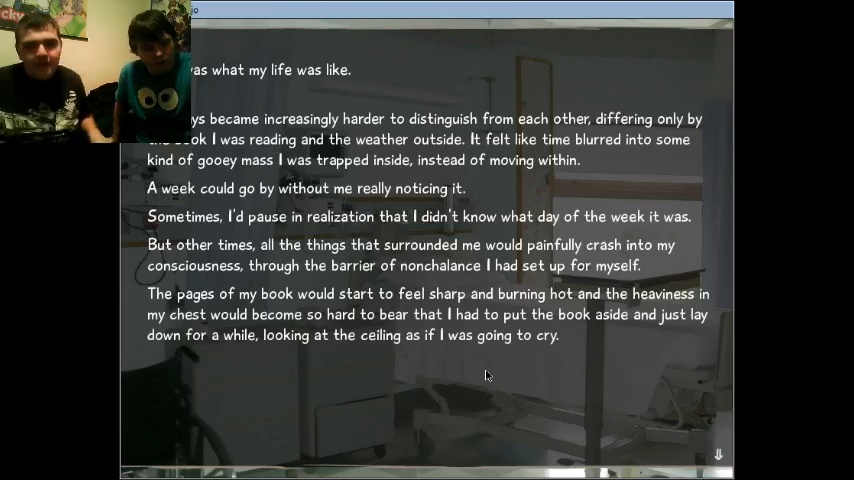 jo
as what my life was like.
ys became increasingly harder to distinguish from each other, differing only by
book I was reading and the weather outside. It felt like time blurred into some
kind of gooey mass I was trapped inside, instead of moving within.
A week could go by without me really noticing it.
Sometimes, I'd pause in realization that I didn't know what day of the week it was.
But other times, all the things that surrounded me would painfully crash into my
consciousness, through the barrier of nonchalance I had set up for myself.
The pages of my book would start to feel sharp and burning hot and the heaviness in
my chest would become so hard to bear that I had to put the book aside and just lay
down for a while, looking at the ceiling as if I was going to cry.